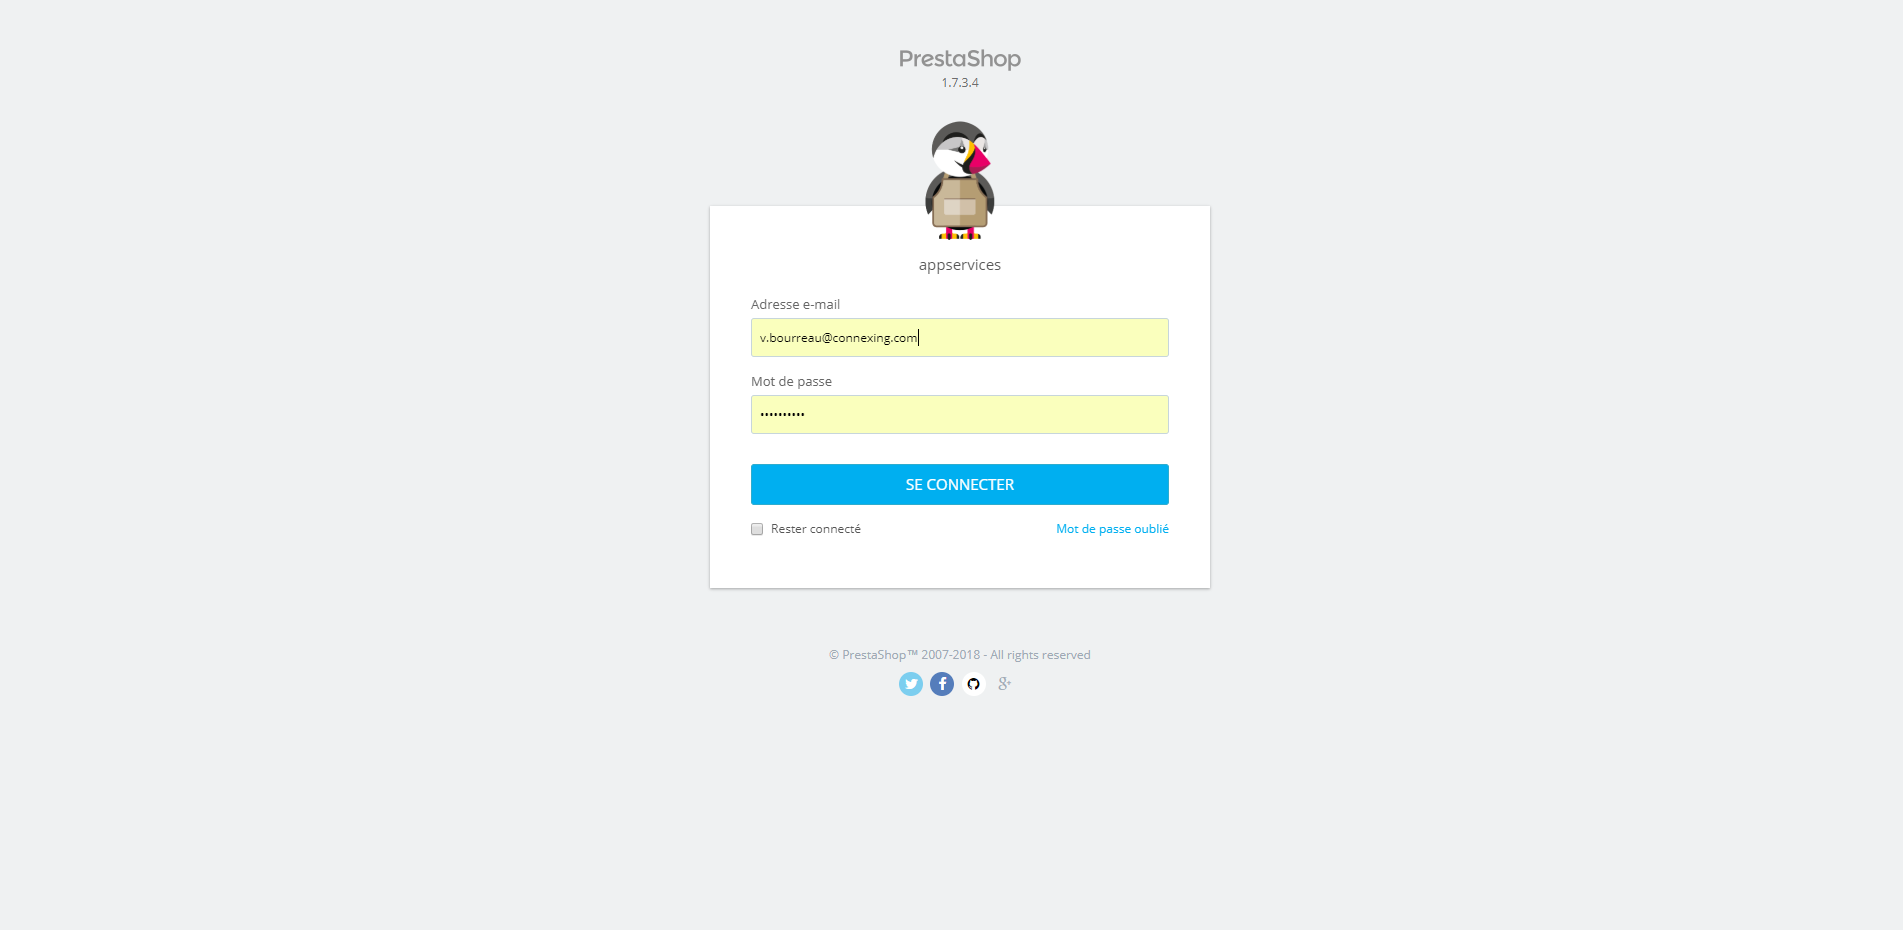 PrestaShop
1.7.3.4
appservices
Adresse e-mail
v.bourreau@connexing.com
Mot de passe
••••••••••
SE CONNECTER
Rester connecté
Mot de passe oublié
© PrestaShop™ 2007-2018 - All rights reserved